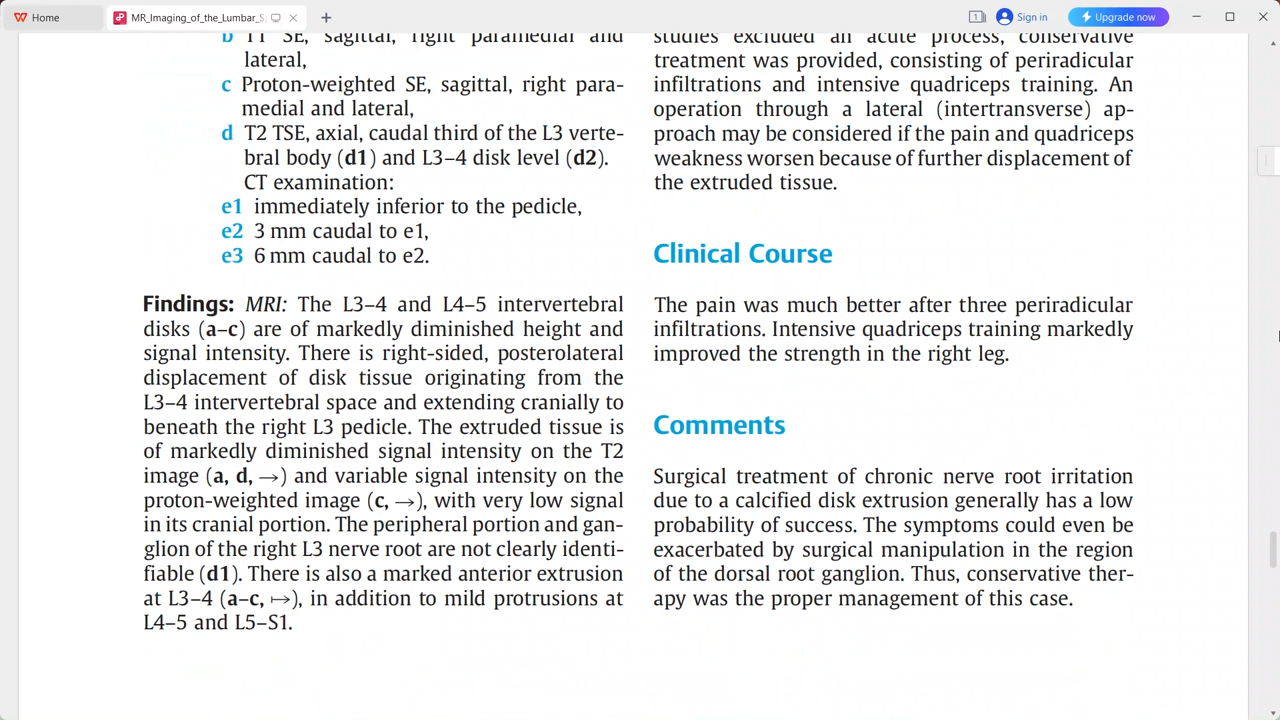 Home
MR_Imaging_of_the_Lumbar_S
1
Sign in
Upgrade now
b T1 SE, sagittal, right paramedial and
lateral,
c Proton-weighted SE, sagittal, right para-
medial and lateral,
d T2 TSE, axial, caudal third of the L3 verte-
bral body (d1) and L3–4 disk level (d2).
CT examination:
e1 immediately inferior to the pedicle,
e2 3 mm caudal to e1,
e3 6 mm caudal to e2.
Findings: MRI: The L3–4 and L4–5 intervertebral
disks (a–c) are of markedly diminished height and
signal intensity. There is right-sided, posterolateral
displacement of disk tissue originating from the
L3–4 intervertebral space and extending cranially to
beneath the right L3 pedicle. The extruded tissue is
of markedly diminished signal intensity on the T2
image (a, d, →) and variable signal intensity on the
proton-weighted image (c, →), with very low signal
in its cranial portion. The peripheral portion and gan-
glion of the right L3 nerve root are not clearly identi-
fiable (d1). There is also a marked anterior extrusion
at L3–4 (a–c, ↦), in addition to mild protrusions at
L4–5 and L5–S1.
studies excluded an acute process, conservative
treatment was provided, consisting of periradicular
infiltrations and intensive quadriceps training. An
operation through a lateral (intertransverse) ap-
proach may be considered if the pain and quadriceps
weakness worsen because of further displacement of
the extruded tissue.
Clinical Course
The pain was much better after three periradicular
infiltrations. Intensive quadriceps training markedly
improved the strength in the right leg.
Comments
Surgical treatment of chronic nerve root irritation
due to a calcified disk extrusion generally has a low
probability of success. The symptoms could even be
exacerbated by surgical manipulation in the region
of the dorsal root ganglion. Thus, conservative ther-
apy was the proper management of this case.